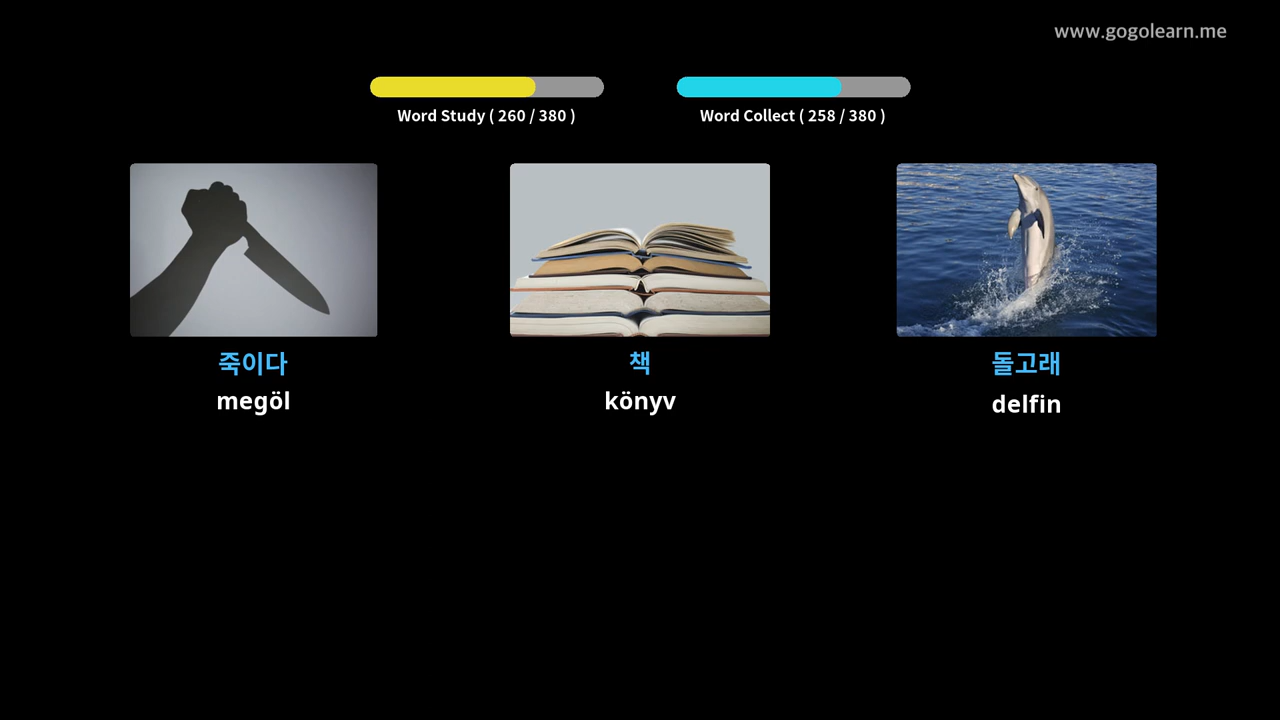 www.gogolearn.me
Word Study ( 260 / 380 )
Word Collect ( 258 / 380 )
죽이다
책
돌고래
megöl
könyv
delfin